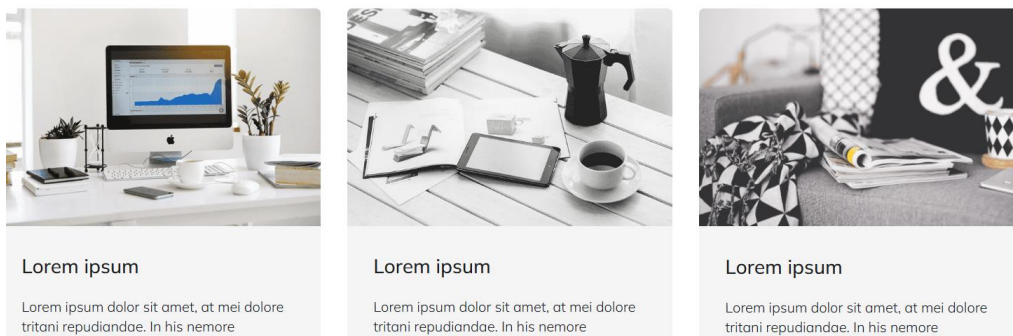 &
Lorem ipsum
Lorem ipsum dolor sit amet, at mei dolore
tritani repudiandae. In his nemore
Lorem ipsum
Lorem ipsum dolor sit amet, at mei dolore
tritani repudiandae. In his nemore
Lorem ipsum
Lorem ipsum dolor sit amet, at mei dolore
tritani repudiandae. In his nemore